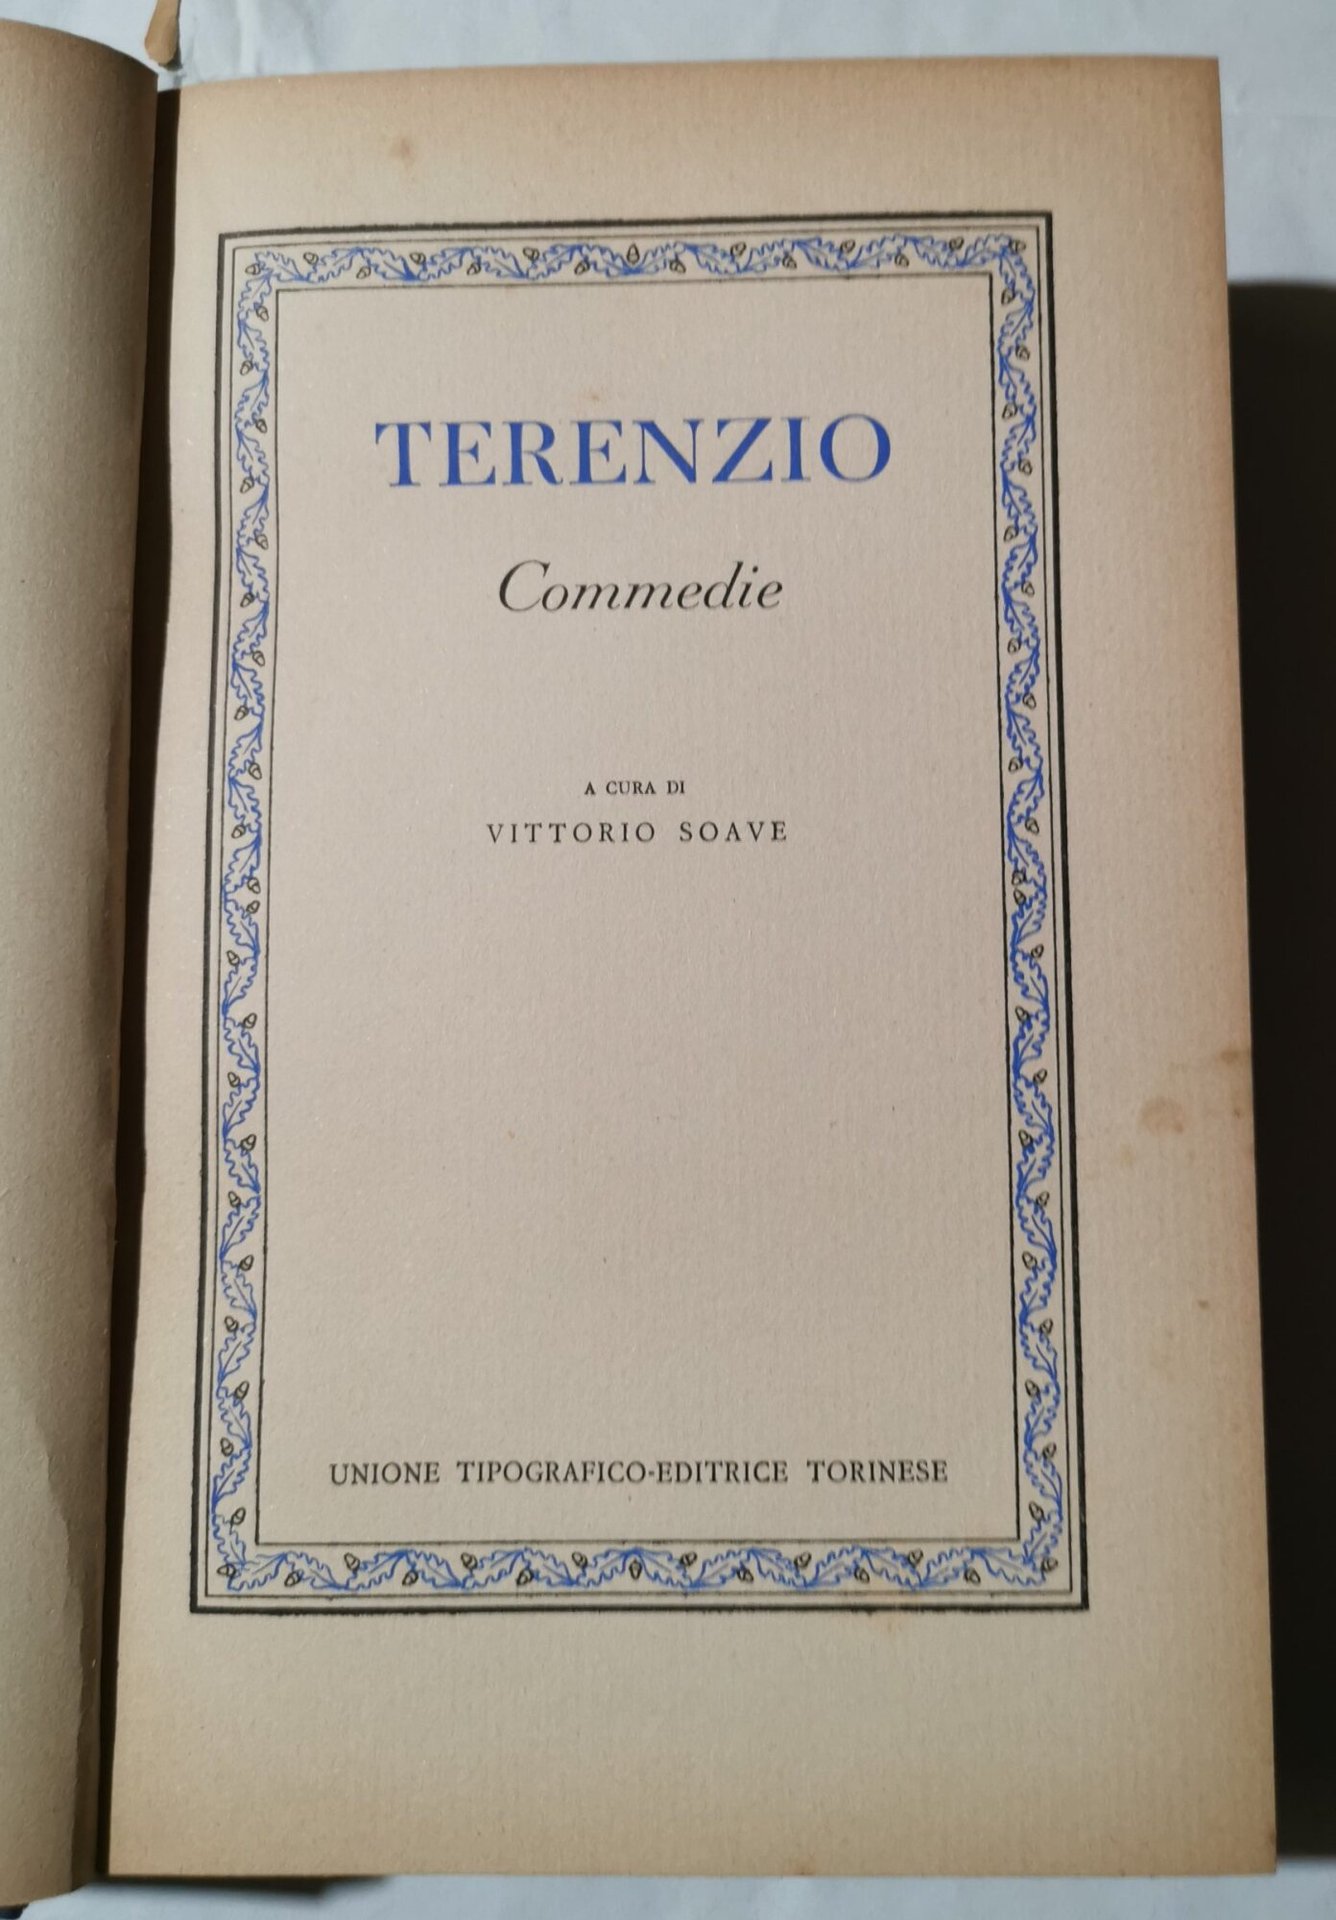 TERENZIO
Commedie
A CURA DI
VITTORIO SOAVE
UNIONE TIPOGRAFICO-EDITRICE TORINESE